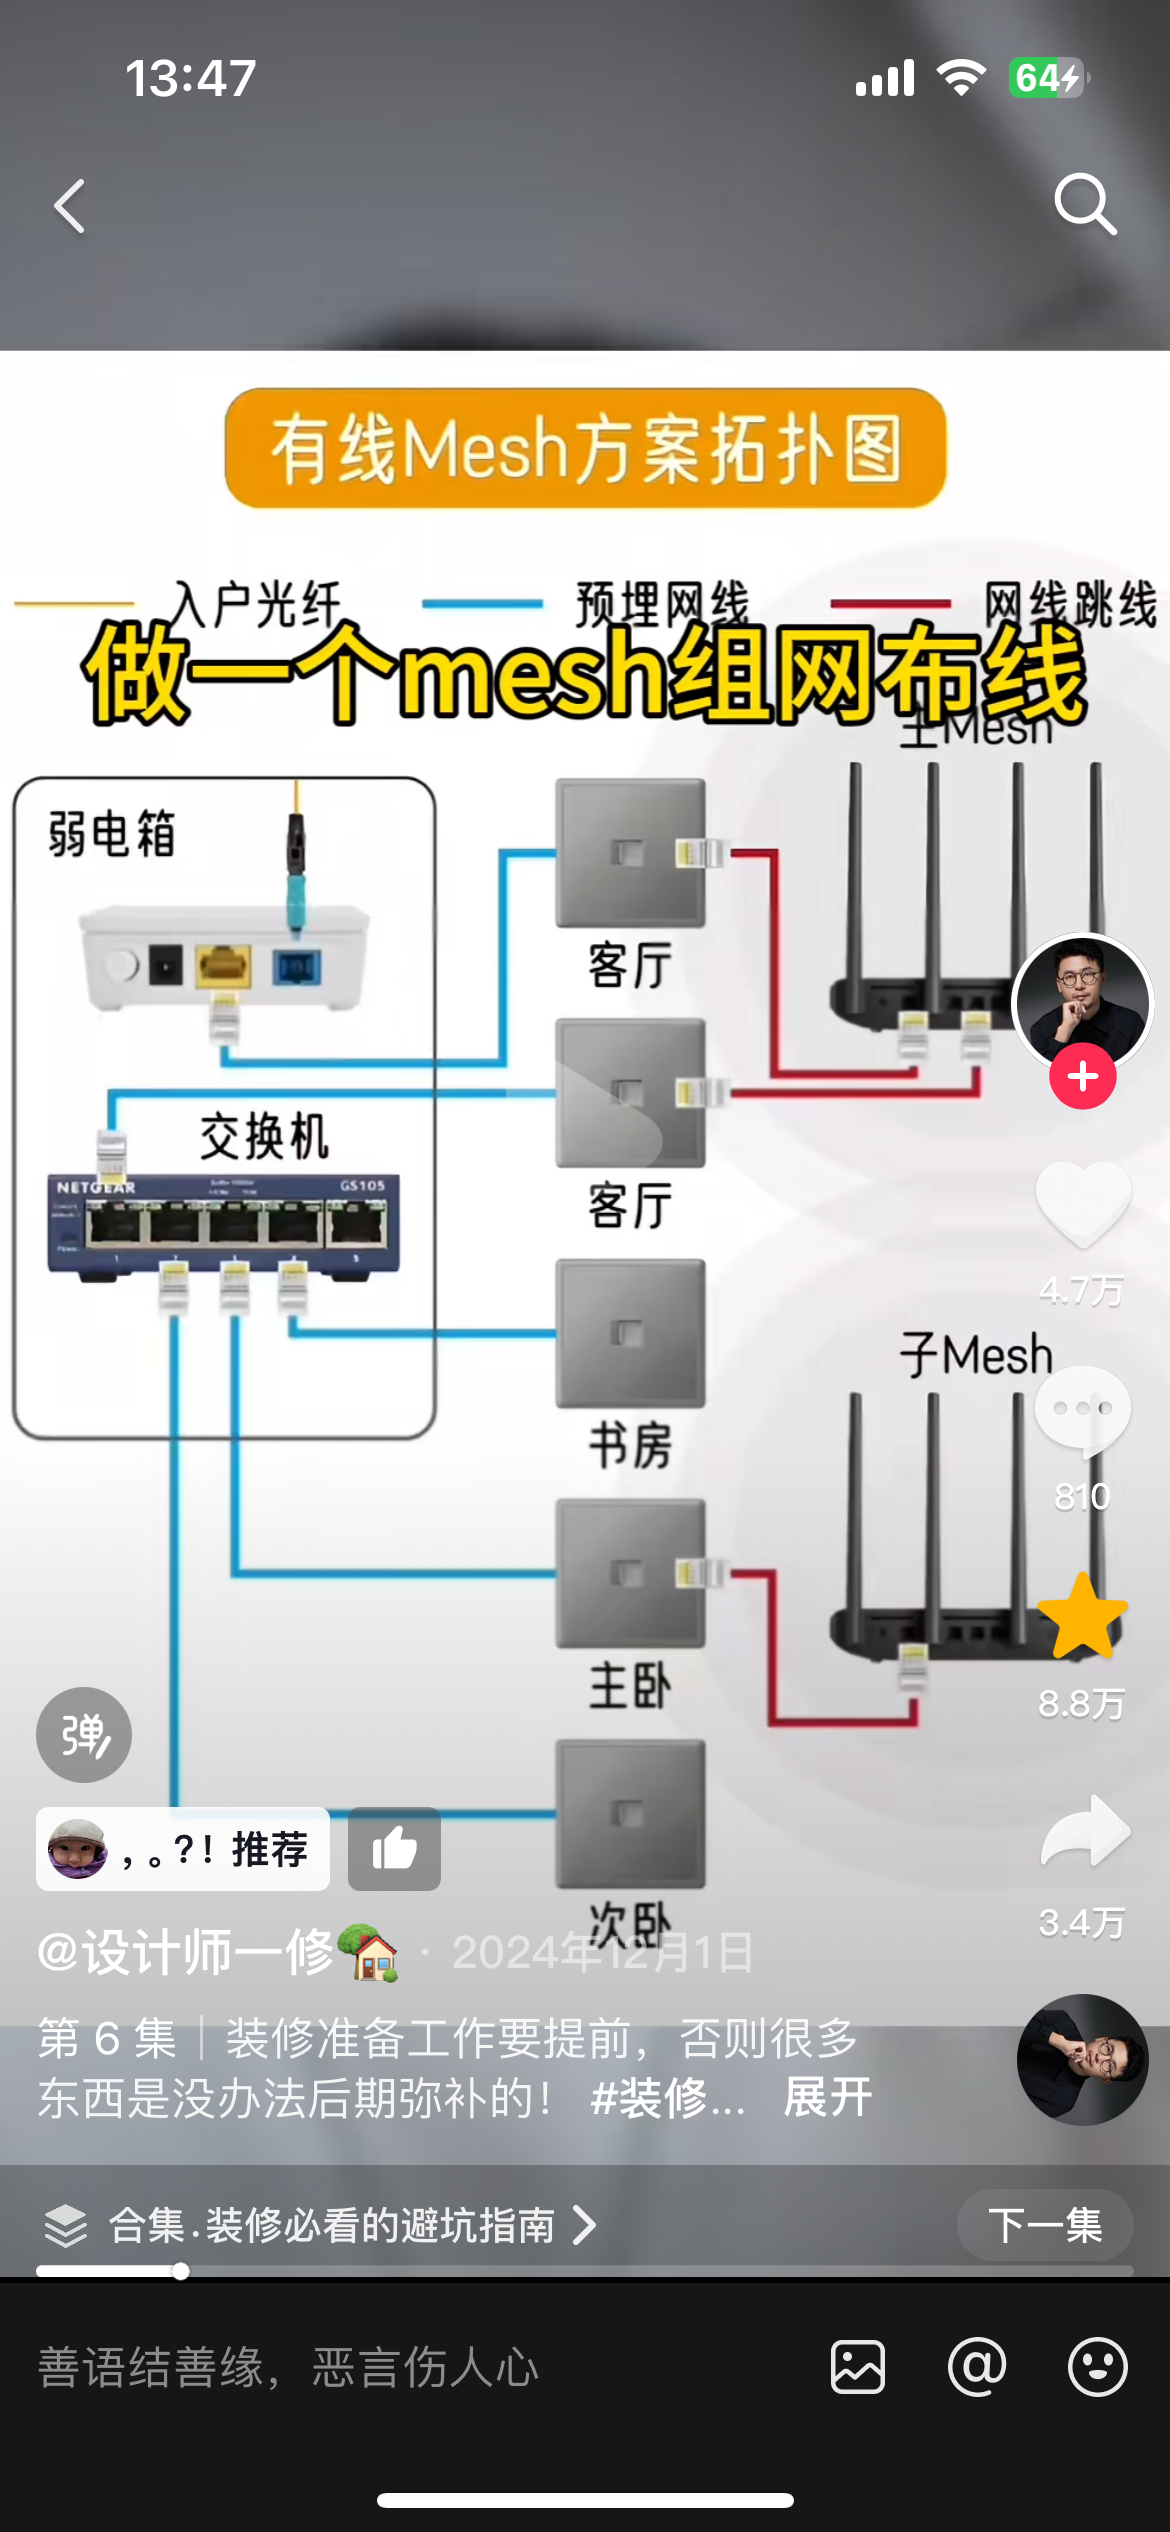 13:47
64
有线Mesh方案拓扑图
入户光纤
预埋网线
网线跳线
做一个mesh组网布线
主Mesh
弱电箱
客厅
交换机
NETGEAR
GS105
客厅
4.7万
子Mesh
书房
810
主卧
8.8万
弹
，。?！推荐
次卧
3.4万
@设计师一修 · 2024年12月1日
第 6 集｜装修准备工作要提前，否则很多
东西是没办法后期弥补的！ #装修... 展开
合集.装修必看的避坑指南
下一集
善语结善缘，恶言伤人心